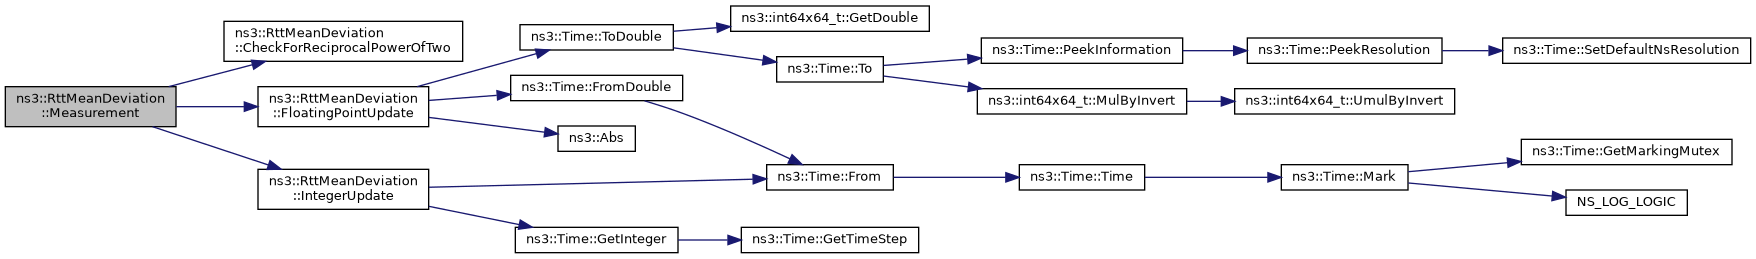 ns3::RttMeanDeviation
::Measurement
ns3::RttMeanDeviation
::CheckForReciprocalPowerOfTwo
ns3::RttMeanDeviation
::FloatingPointUpdate
ns3::RttMeanDeviation
::IntegerUpdate
ns3::Time::ToDouble
ns3::Time::FromDouble
ns3::Abs
ns3::Time::GetInteger
ns3::int64x64_t::GetDouble
ns3::Time::To
ns3::Time::From
ns3::Time::GetTimeStep
ns3::Time::PeekInformation
ns3::int64x64_t::MulByInvert
ns3::Time::Time
ns3::Time::PeekResolution
ns3::int64x64_t::UmulByInvert
ns3::Time::Mark
ns3::Time::SetDefaultNsResolution
ns3::Time::GetMarkingMutex
NS_LOG_LOGIC